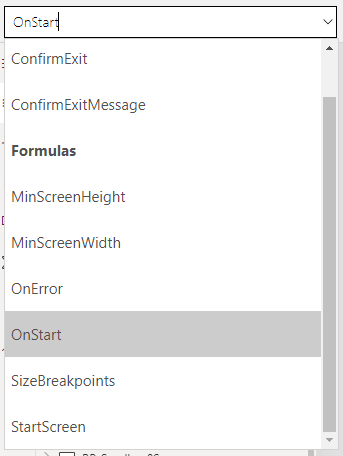 OnStart
ConfirmExit
ConfirmExitMessage
Formulas
MinScreenHeight
MinScreenWidth
OnError
OnStart
SizeBreakpoints
StartScreen